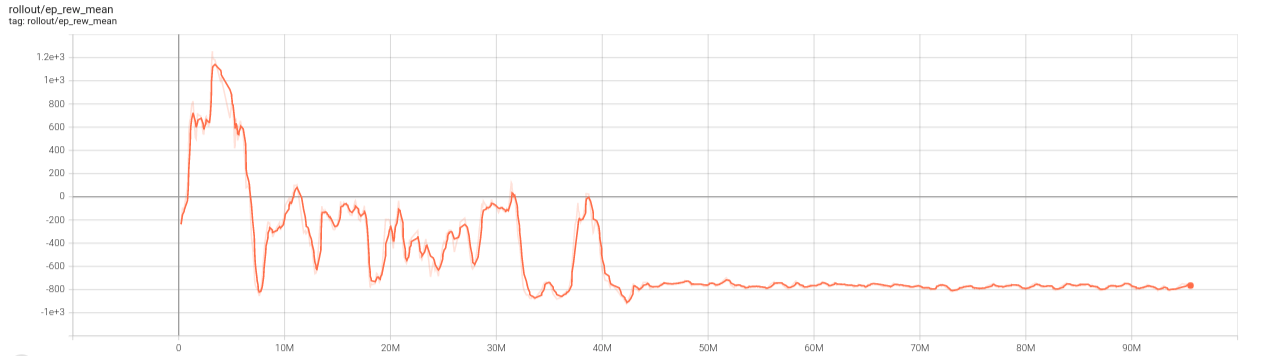 rollout/ep_rew_mean
tag: rollout/ep_rew_mean
1.2e+3
1e+3
800
600
400
200
0
-200
-400
-600
-800
-1e+3
0 10M 20M 30M 40M 50M 60M 70M 80M 90M